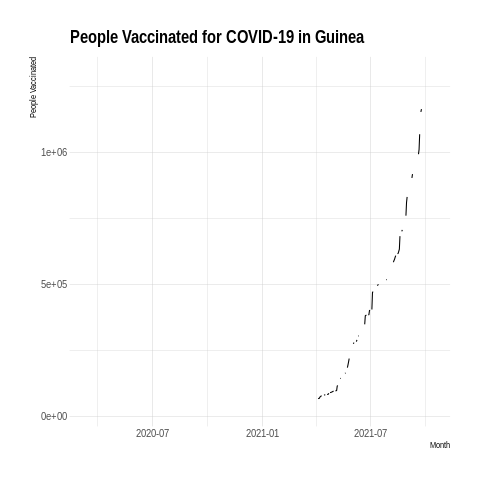 People Vaccinated for COVID-19 in Guinea
People Vaccinated
1e+06
5e+05
0e+00
2020-07
2021-01
2021-07
Month